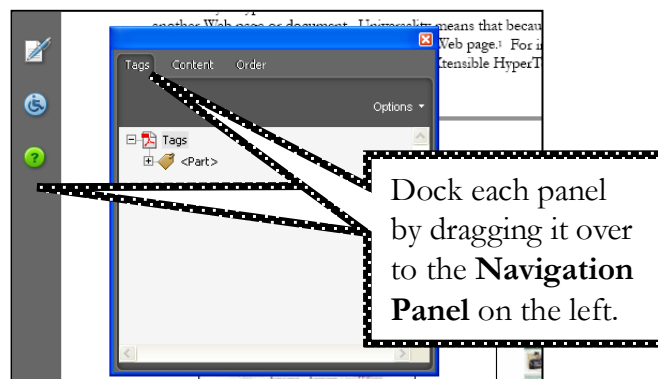 another Web page or document. Universality means that becau
Web page.¹ For i
Xtensible HyperT
Tags Content Order
Options
Tags
<Part>
Dock each panel
by dragging it over
to the Navigation
Panel on the left.